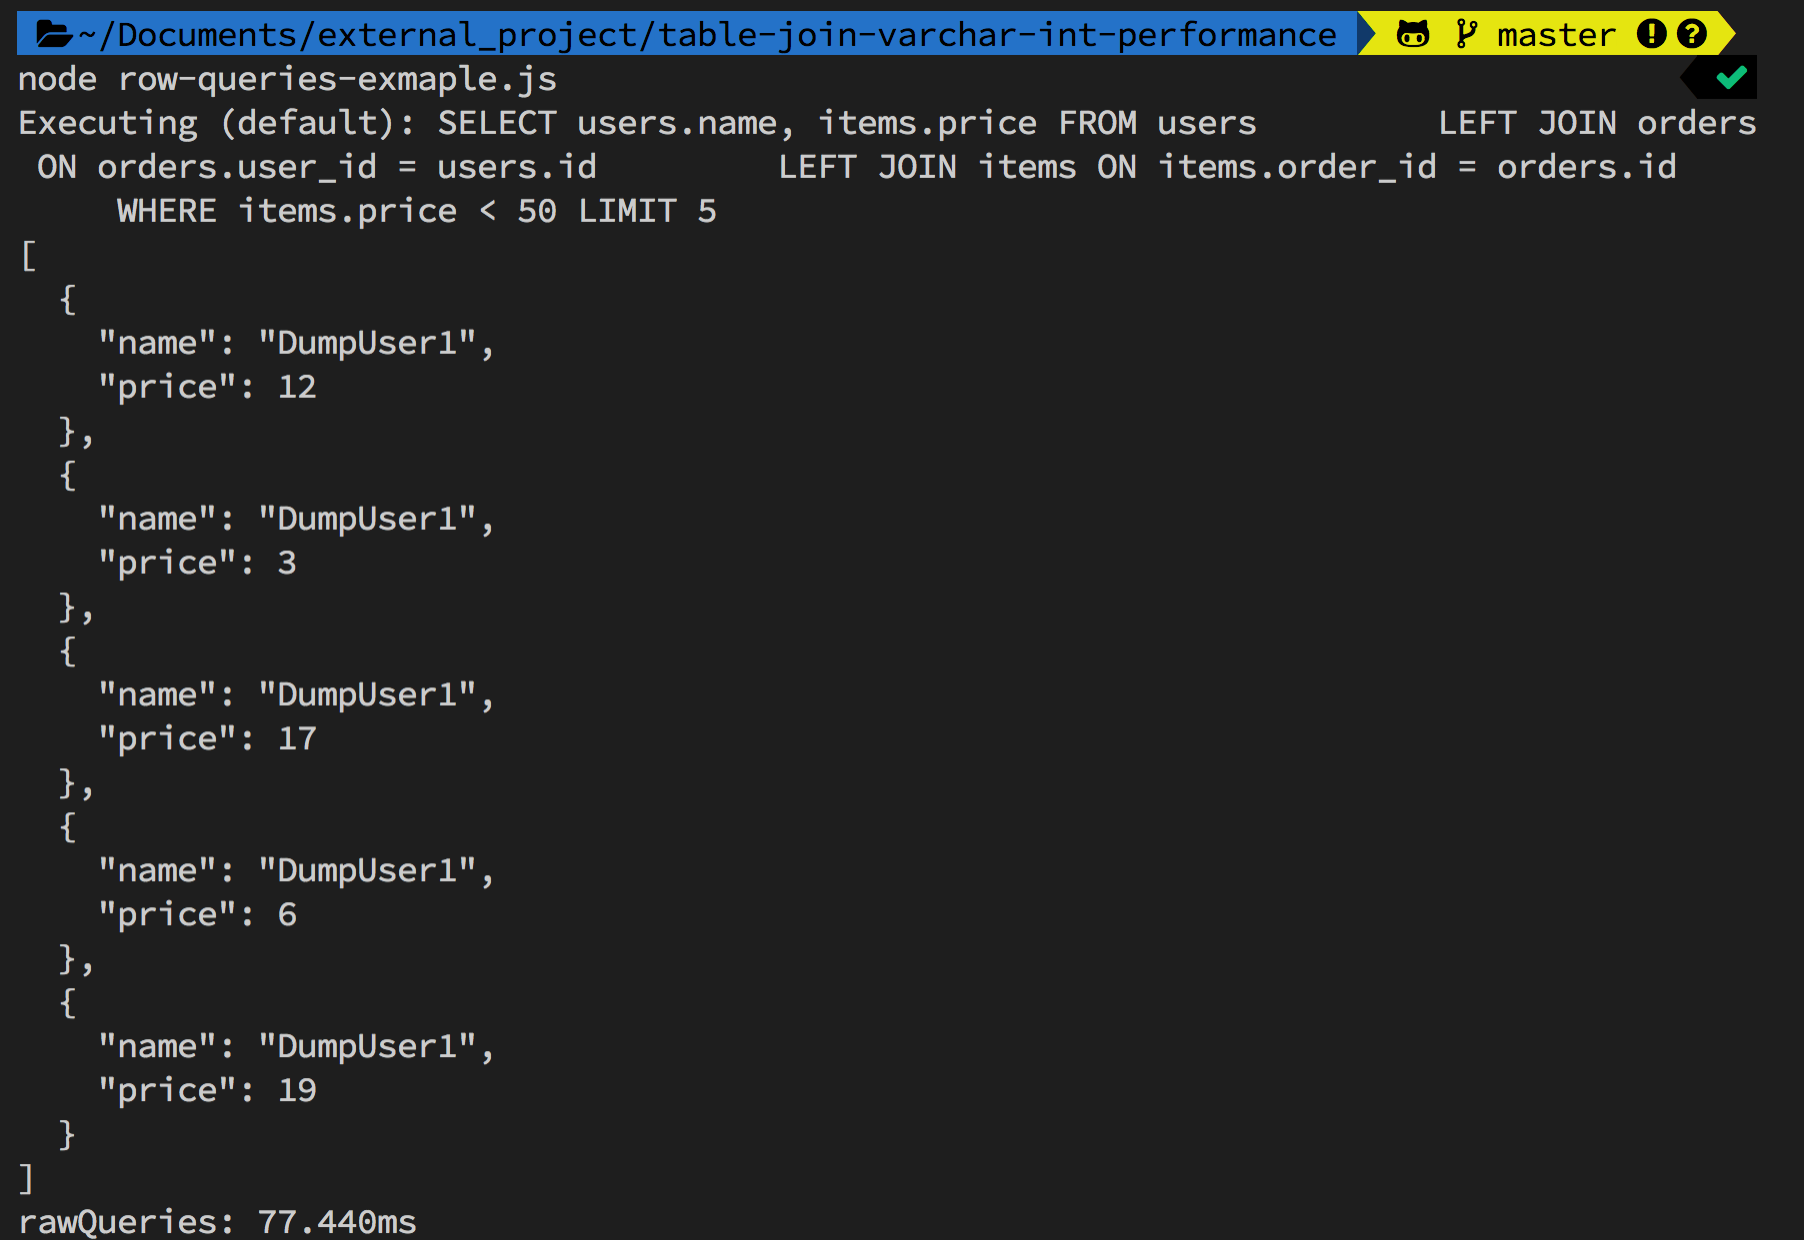 ~/Documents/external_project/table-join-varchar-int-performance master
node row-queries-exmaple.js
Executing (default): SELECT users.name, items.price FROM users         LEFT JOIN orders
 ON orders.user_id = users.id         LEFT JOIN items ON items.order_id = orders.id
     WHERE items.price < 50 LIMIT 5
[
  {
    "name": "DumpUser1",
    "price": 12
  },
  {
    "name": "DumpUser1",
    "price": 3
  },
  {
    "name": "DumpUser1",
    "price": 17
  },
  {
    "name": "DumpUser1",
    "price": 6
  },
  {
    "name": "DumpUser1",
    "price": 19
  }
]
rawQueries: 77.440ms